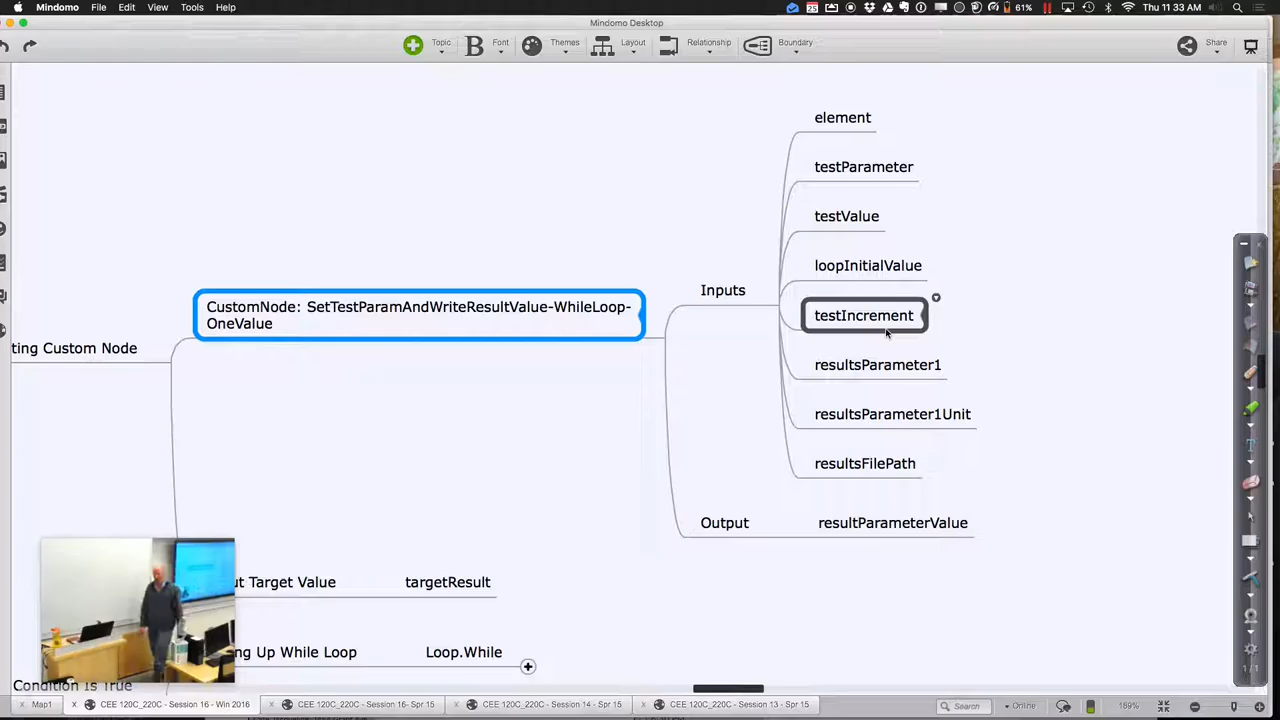 Mindomo File Edit View Tools Help
25 61% Thu 11:33 AM
Mindomo Desktop
Topic Font Themes Layout Relationship Boundary Share
element
testParameter
testValue
loopInitialValue
Inputs
testIncrement
CustomNode: SetTestParamAndWriteResultValue-WhileLoop-
OneValue
ting Custom Node
resultsParameter1
resultsParameter1Unit
resultsFilePath
Output resultParameterValue
ut Target Value targetResult
ng Up While Loop Loop.While
Condition Is True
1/1
Map1 CEE 120C_220C - Session 16 - Win 2016 CEE 120C_220C - Session 16- Spr 15 CEE 120C_220C - Session 14 - Spr 15 CEE 120C_220C - Session 13 - Spr 15 Search Online 189%